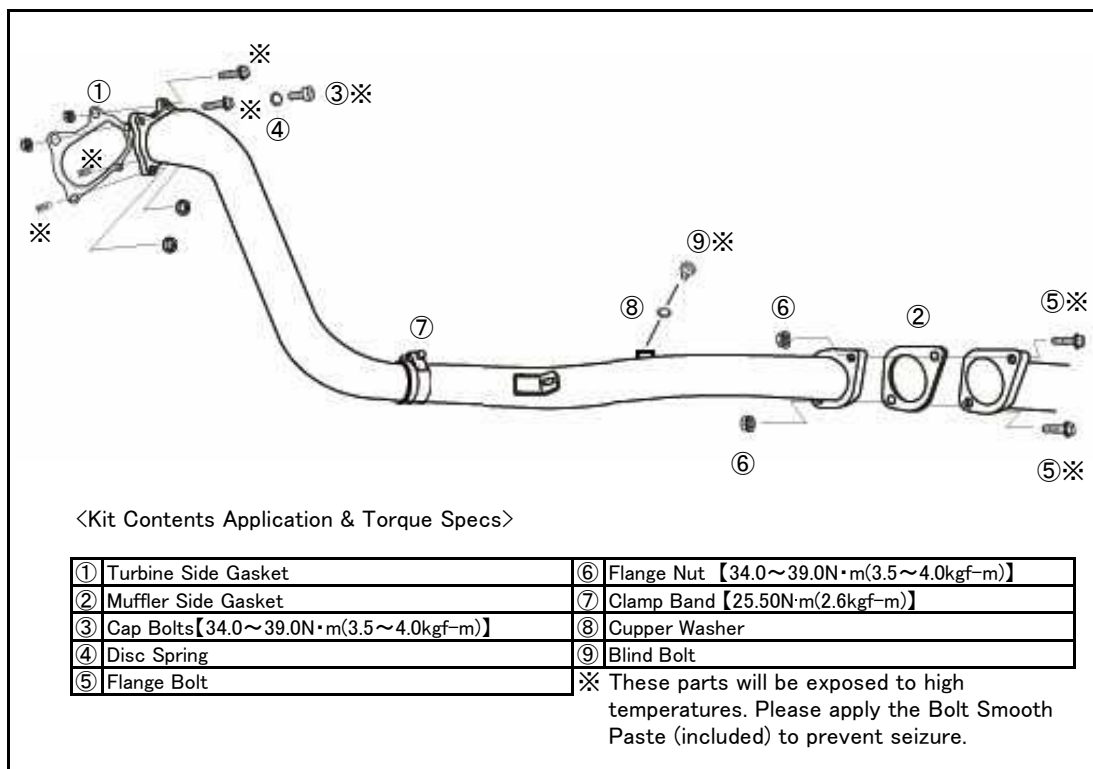 ※
① ③※
※
④
※
※
⑨※
⑧ ⑥ ② ⑤※
⑦
⑥
⑤※
<Kit Contents Application & Torque Specs>
① Turbine Side Gasket
② Muffler Side Gasket
③ Cap Bolts【34.0～39.0N・m(3.5～4.0kgf-m)】
④ Disc Spring
⑤ Flange Bolt
⑥ Flange Nut 【34.0～39.0N・m(3.5～4.0kgf-m)】
⑦ Clamp Band【25.50N·m(2.6kgf-m)】
⑧ Cupper Washer
⑨ Blind Bolt
※ These parts will be exposed to high
temperatures. Please apply the Bolt Smooth
Paste (included) to prevent seizure.